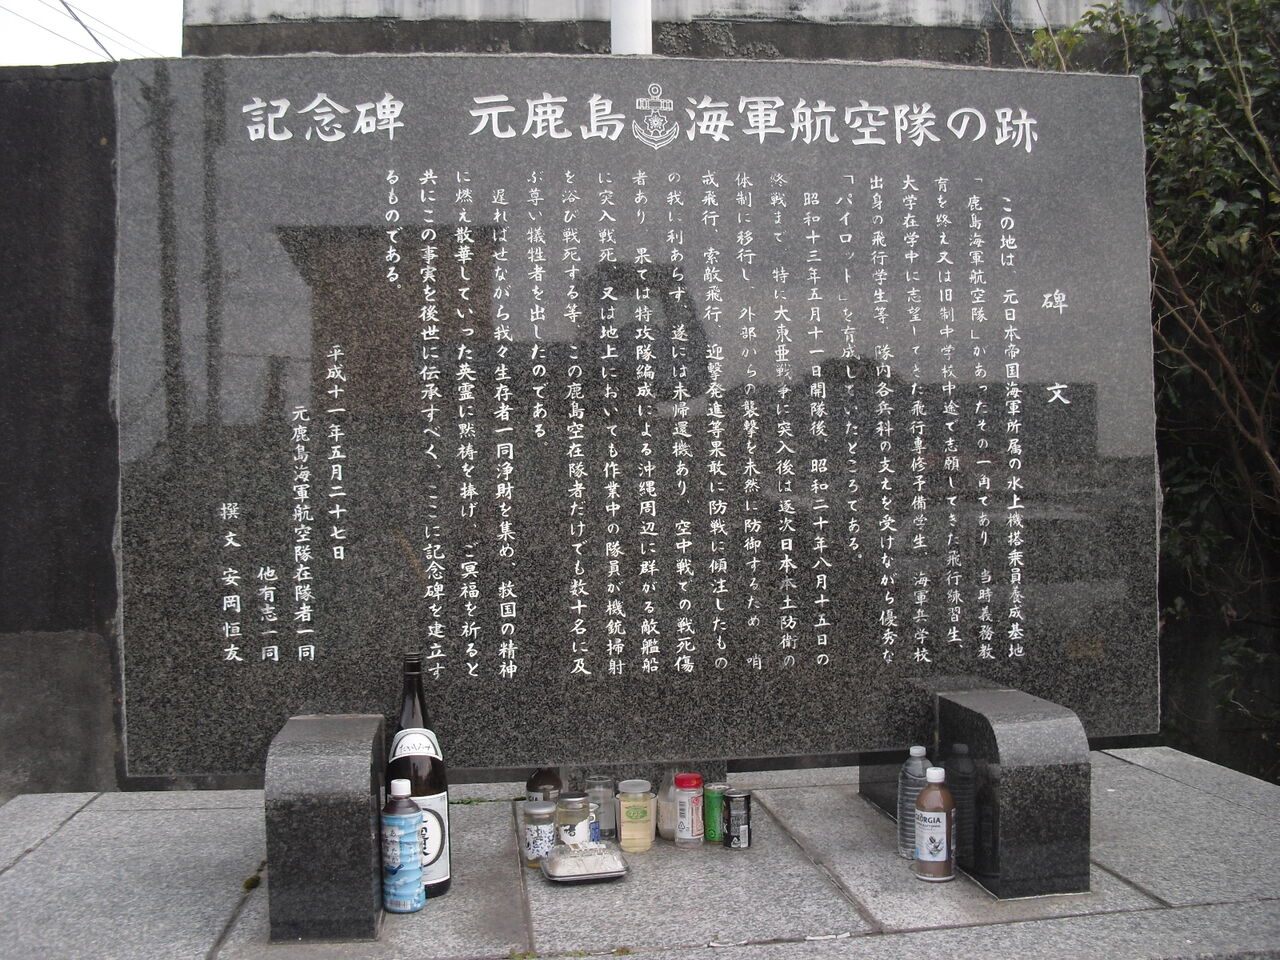 記念碑　元鹿島海軍航空隊の跡
碑文
この地は、元日本帝国海軍所属の水上機搭乗員養成基地
「鹿島海軍航空隊」があったその一角であり　当時義務教
育を終え又は旧制中学校中途で志願してきた飛行練習生、
大学在学中に志望してきた飛行専修予備学生、海軍兵学校
出身の飛行学生等、隊内各兵科の支えを受けながら優秀な
「パイロット」を育成していたところである。
昭和十三年五月十一日開隊後、昭和二十年八月十五日の
終戦まで、特に大東亜戦争に突入後は逐次日本本土防衛の
体制に移行し、外部からの襲撃を未然に防御するため　哨
戒飛行、索敵飛行、迎撃発進等果敢に防戦に傾注したもの
の我に利あらず、遂には未帰還機あり、空中戦での戦死傷
者あり　果ては特攻隊編成による沖縄周辺に群がる敵艦船
に突入戦死、又は地上においても作業中の隊員が機銃掃射
を浴び戦死する等、この鹿島空在隊者だけでも数十名に及
ぶ尊い犠牲者を出したのである。
遅ればせながら我々生存者一同浄財を集め、救国の精神
に燃え散華していった英霊に黙祷を捧げ、ご冥福を祈ると
共にこの事実を後世に伝承すべく、ここに記念碑を建立す
るものである。
平成十一年五月二十七日
元鹿島海軍航空隊在隊者一同
他有志一同
撰文　安岡恒友
GEORGIA